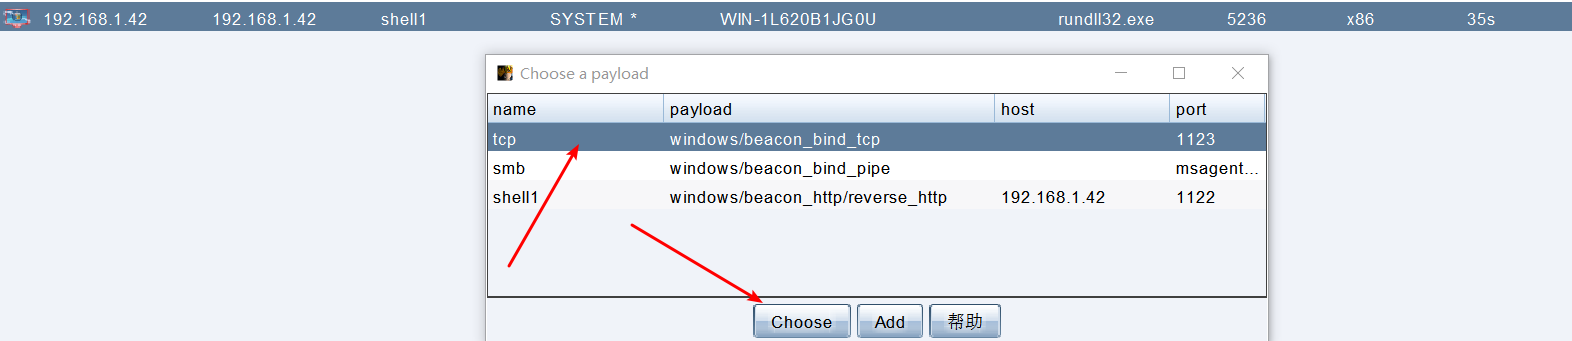 192.168.1.42 192.168.1.42 shell1 SYSTEM * WIN-1L620B1JG0U rundll32.exe 5236 x86 35s
Choose a payload
name payload host port
tcp windows/beacon_bind_tcp 1123
smb windows/beacon_bind_pipe msagent...
shell1 windows/beacon_http/reverse_http 192.168.1.42 1122
Choose Add 帮助